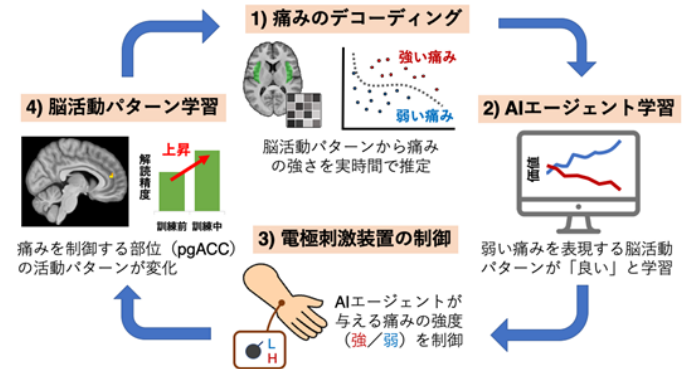 1) 痛みのデコーディング
強い痛み
弱い痛み
脳活動パターンから痛み
の強さを実時間で推定
2) AIエージェント学習
価値
弱い痛みを表現する脳活動
パターンが「良い」と学習
3) 電極刺激装置の制御
AIエージェントが
与える痛みの強度
(強/弱)を制御
L
H
4) 脳活動パターン学習
解読精度
上昇
訓練前 訓練中
痛みを制御する部位(pgACC)
の活動パターンが変化